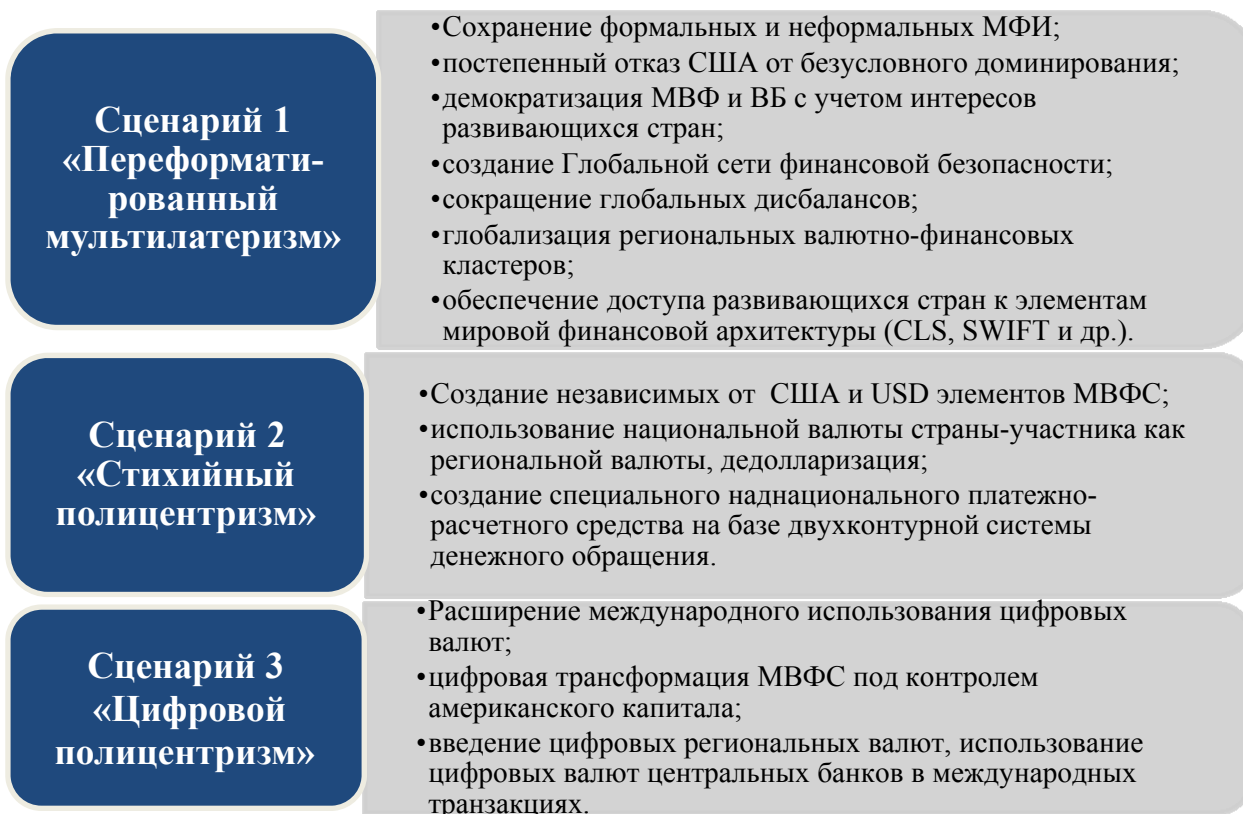 Сценарий 1
«Переформати-
рованный
мультилатеризм»
•Сохранение формальных и неформальных МФИ;
•постепенный отказ США от безусловного доминирования;
•демократизация МВФ и ВБ с учетом интересов
развивающихся стран;
•создание Глобальной сети финансовой безопасности;
•сокращение глобальных дисбалансов;
•глобализация региональных валютно-финансовых
кластеров;
•обеспечение доступа развивающихся стран к элементам
мировой финансовой архитектуры (CLS, SWIFT и др.).
Сценарий 2
«Стихийный
полицентризм»
•Создание независимых от США и USD элементов МВФС;
•использование национальной валюты страны-участника как
региональной валюты, дедолларизация;
•создание специального наднационального платежно-
расчетного средства на базе двухконтурной системы
денежного обращения.
Сценарий 3
«Цифровой
полицентризм»
•Расширение международного использования цифровых
валют;
•цифровая трансформация МВФС под контролем
американского капитала;
•введение цифровых региональных валют, использование
цифровых валют центральных банков в международных
транзакциях.